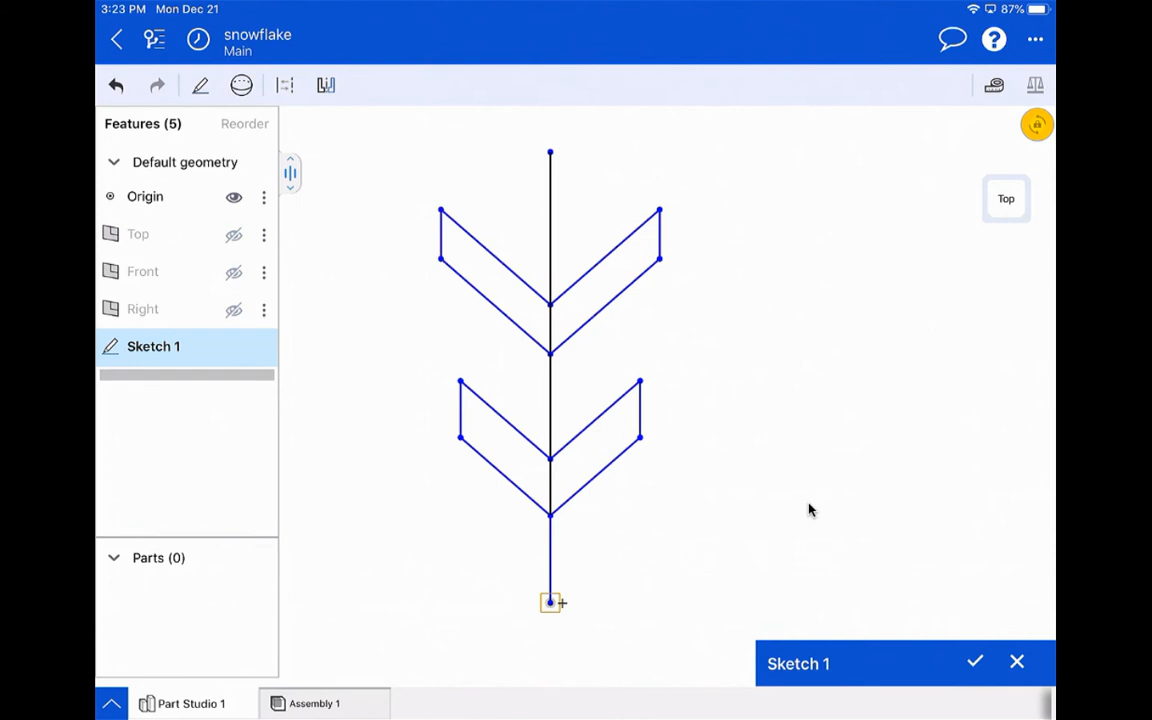 3:23 PM Mon Dec 21
87%
snowflake
Main
Features (5)
Reorder
Default geometry
Origin
Top
Front
Right
Sketch 1
Top
Parts (0)
Sketch 1
Part Studio 1
Assembly 1